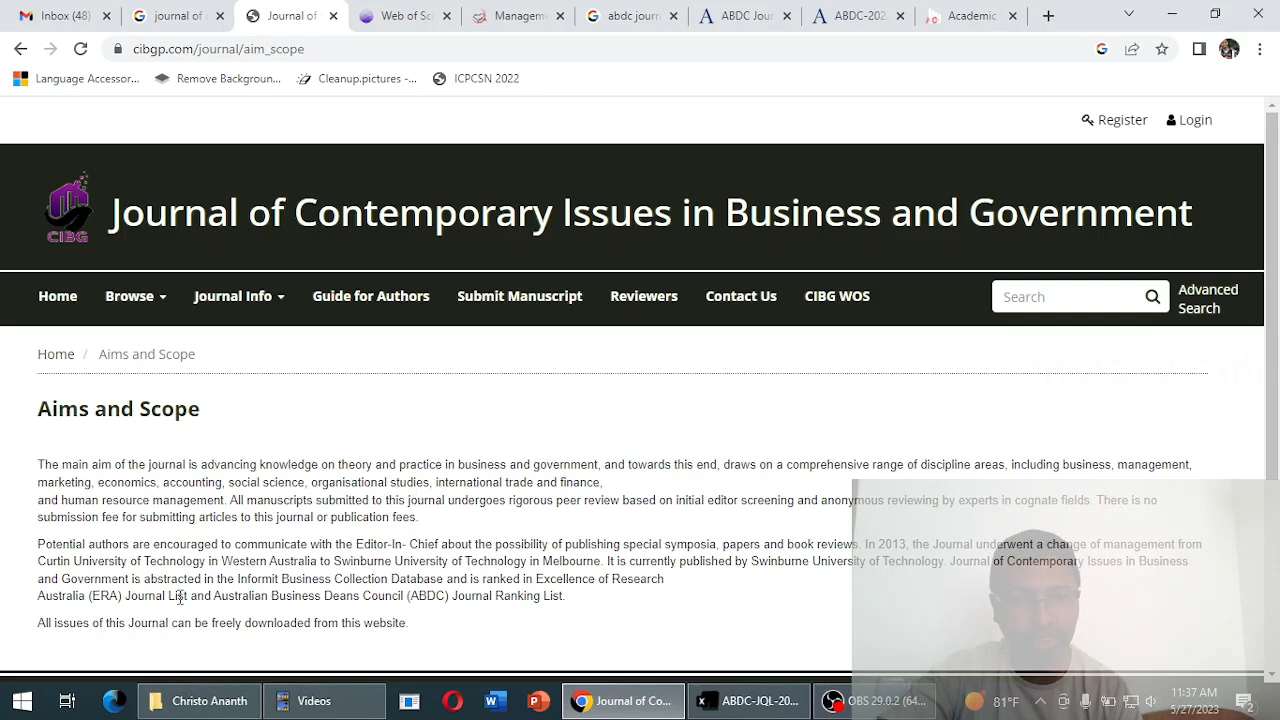 Inbox (48)
journal of
Journal of
Web of Sci
Managem
abdc journ
ABDC Jour
ABDC-202
Academic
cibgp.com/journal/aim_scope
Language Accessor...
Remove Backgroun...
Cleanup.pictures -...
ICPCSN 2022
Register
Login
CIBG
Journal of Contemporary Issues in Business and Government
Home
Browse
Journal Info
Guide for Authors
Submit Manuscript
Reviewers
Contact Us
CIBG WOS
Search
Advanced
Search
Home / Aims and Scope
Aims and Scope
The main aim of the journal is advancing knowledge on theory and practice in business and government, and towards this end, draws on a comprehensive range of discipline areas, including business, management,
marketing, economics, accounting, social science, organisational studies, international trade and finance,
and human resource management. All manuscripts submitted to this journal undergoes rigorous peer review based on initial editor screening and anonymous reviewing by experts in cognate fields. There is no
submission fee for submitting articles to this journal or publication fees.
Potential authors are encouraged to communicate with the Editor-In- Chief about the possibility of publishing special symposia, papers and book reviews. In 2013, the Journal underwent a change of management from
Curtin University of Technology in Western Australia to Swinburne University of Technology in Melbourne. It is currently published by Swinburne University of Technology. Journal of Contemporary Issues in Business
and Government is abstracted in the Informit Business Collection Database and is ranked in Excellence of Research
Australia (ERA) Journal List and Australian Business Deans Council (ABDC) Journal Ranking List.
All issues of this Journal can be freely downloaded from this website.
Christo Ananth
Videos
Journal of Co...
ABDC-JQL-20...
OBS 29.0.2 (64...
81°F
11:37 AM
5/27/2023
2